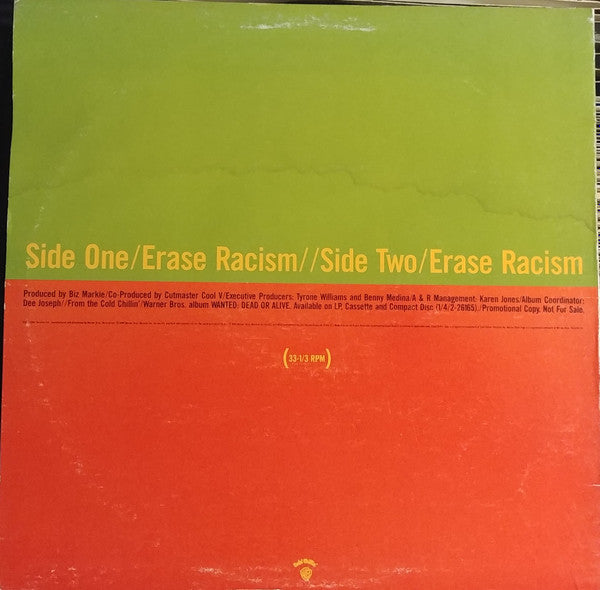 Side One/Erase Racism//Side Two/Erase Racism
Produced by Biz Markie/Co-Produced by Cutmaster Cool V/Executive Producers: Tyrone Williams and Benny Medina/A & R Management: Karen Jones/Album Coordinator:
Dee Joseph//From the Cold Chillin'/Warner Bros. album WANTED: DEAD OR ALIVE. Available on LP, Cassette and Compact Disc (1/4/2-26165)./Promotional Copy, Not For Sale.
(33-1/3 RPM)